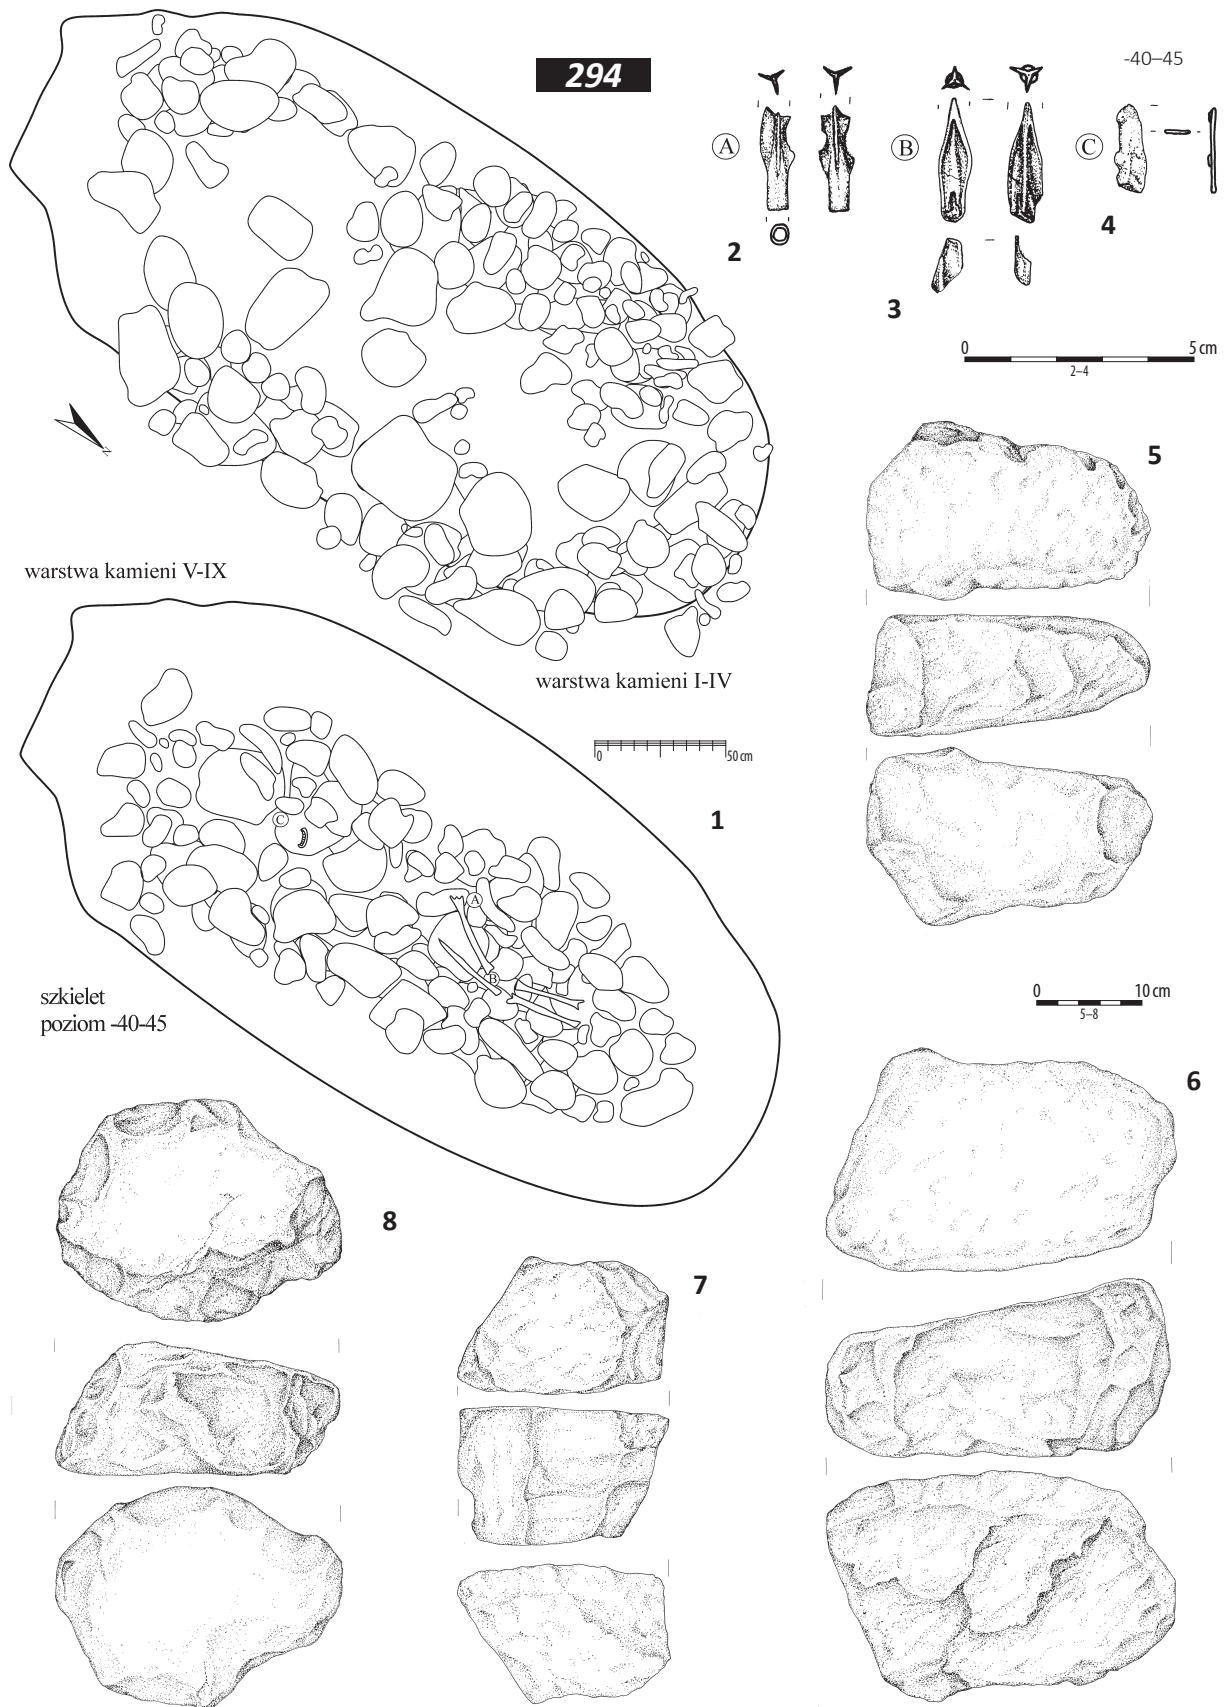 294
-40–45
A
B
C
2
4
3
0 5 cm
2–4
N
5
warstwa kamieni V-IX
warstwa kamieni I-IV
0 50 cm
1
C
A
B
szkielet
poziom -40-45
0 10 cm
5–8
6
8
7